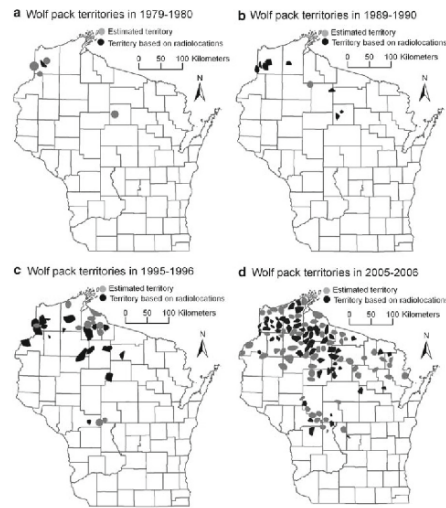 a Wolf pack territories in 1979-1980
Estimated territory
Territory based on radiolocations
0 50 100 Kilometers
N
b Wolf pack territories in 1989-1990
Estimated territory
Territory based on radiolocations
0 50 100 Kilometers
N
c Wolf pack territories in 1995-1996
Estimated territory
Territory based on radiolocations
0 50 100 Kilometers
N
d Wolf pack territories in 2005-2006
Estimated territory
Territory based on radiolocations
0 50 100 Kilometers
N